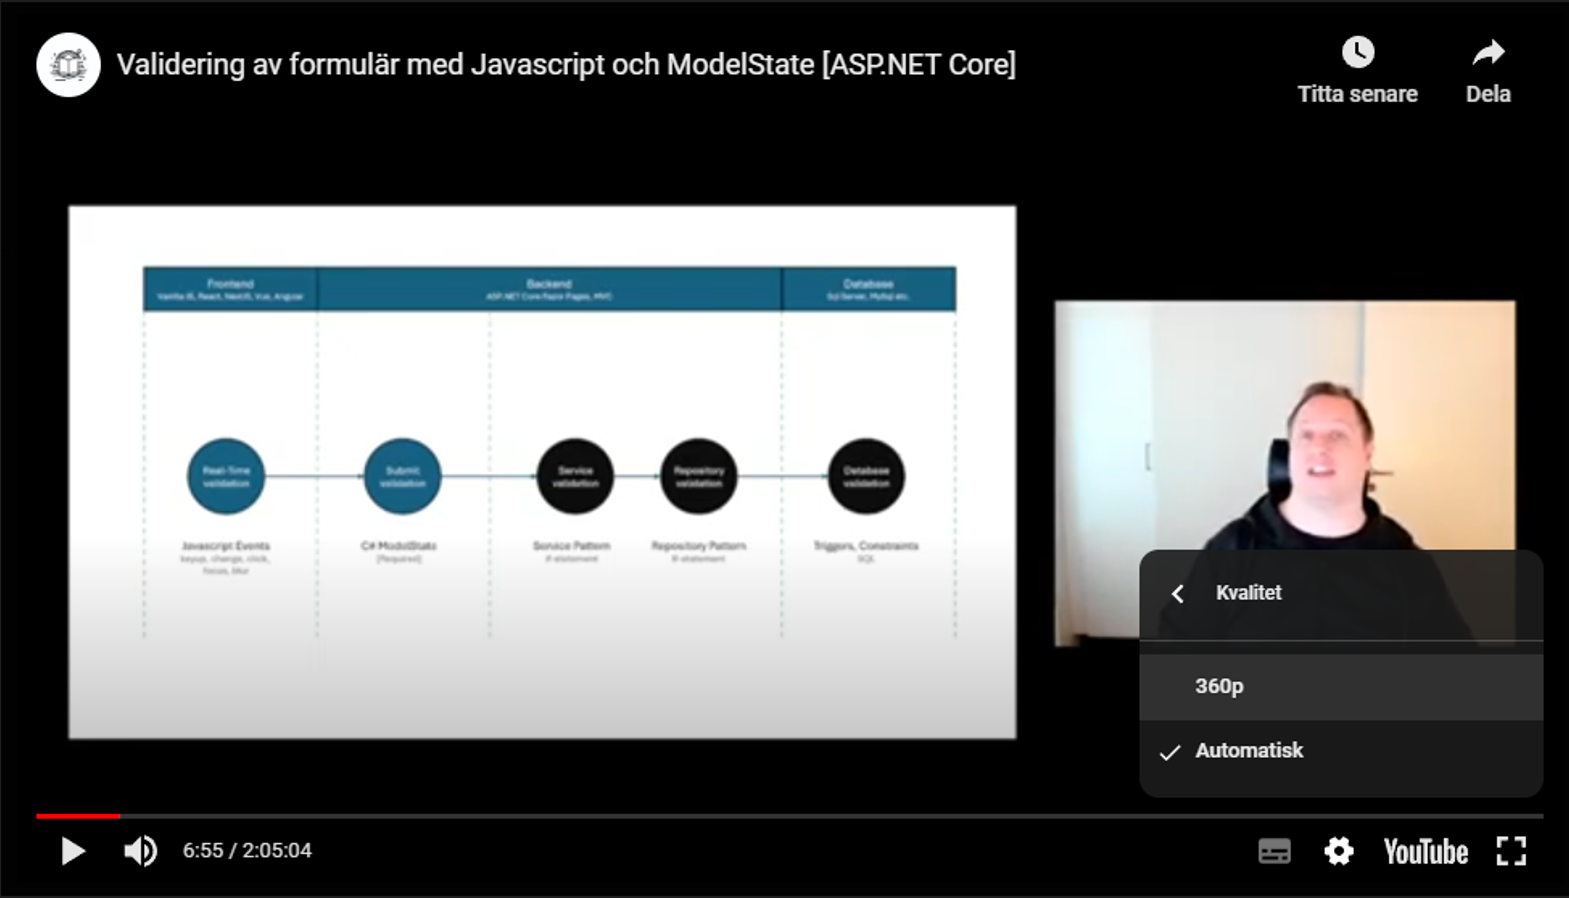 Validering av formulär med Javascript och ModelState [ASP.NET Core]
Titta senare
Dela
Frontend
Vanilla JS, React, NextJS, Vue, Angular
Backend
ASP.NET Core Razor Pages, MVC
Database
Sql Server, MySql etc.
Real-Time
validation
Submit
validation
Service
validation
Repository
validation
Database
validation
Javascript Events
keyup, change, click,
focus, blur
C# ModelState
[Required]
Service Pattern
if-statement
Repository Pattern
if-statement
Triggers, Constraints
SQL
Kvalitet
360p
Automatisk
6:55 / 2:05:04
YouTube